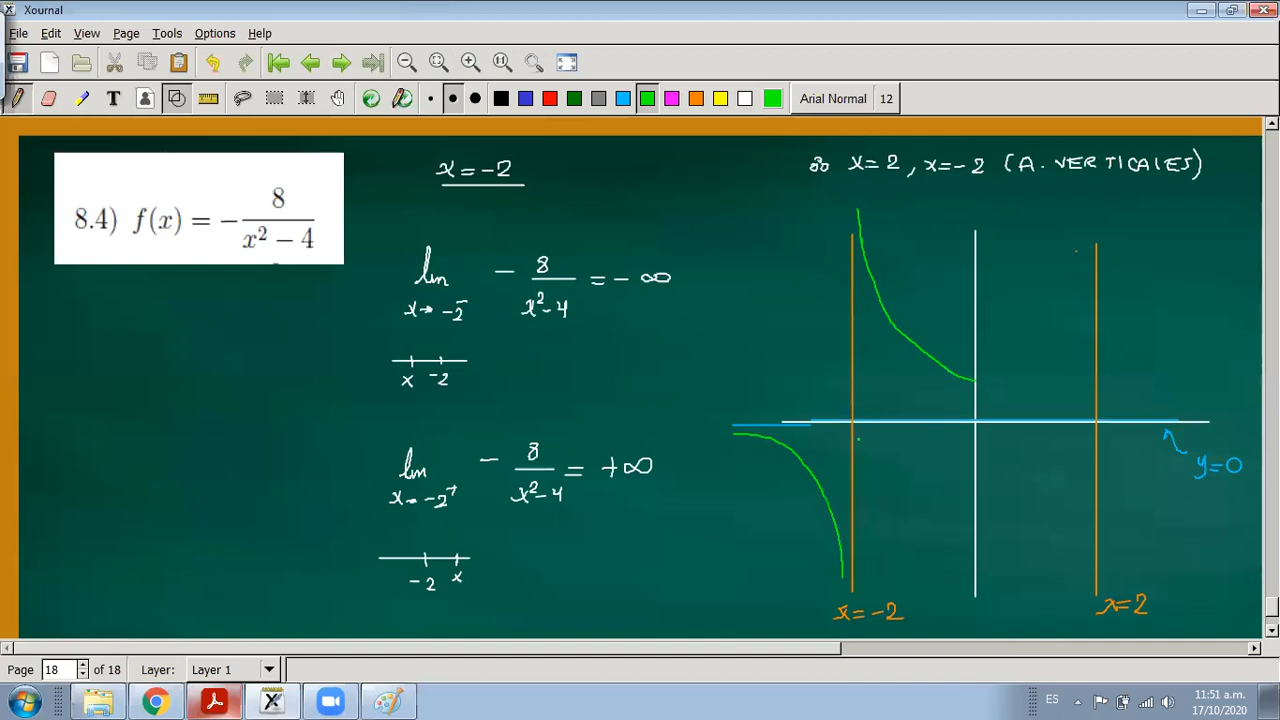 Xournal
File Edit View Page Tools Options Help
T Arial Normal 12
8.4) f(x) = - 8 / (x² - 4)
x = -2
lim x→-2⁻ - 8 / (x²-4) = - ∞
x -2
lim x→-2⁺ - 8 / (x²-4) = +∞
-2 x
∴ x=2, x=-2 (A. VERTICALES)
y=0
x=-2
x=2
Page 18 of 18 Layer: Layer 1
ES 11:51 a.m.
17/10/2020